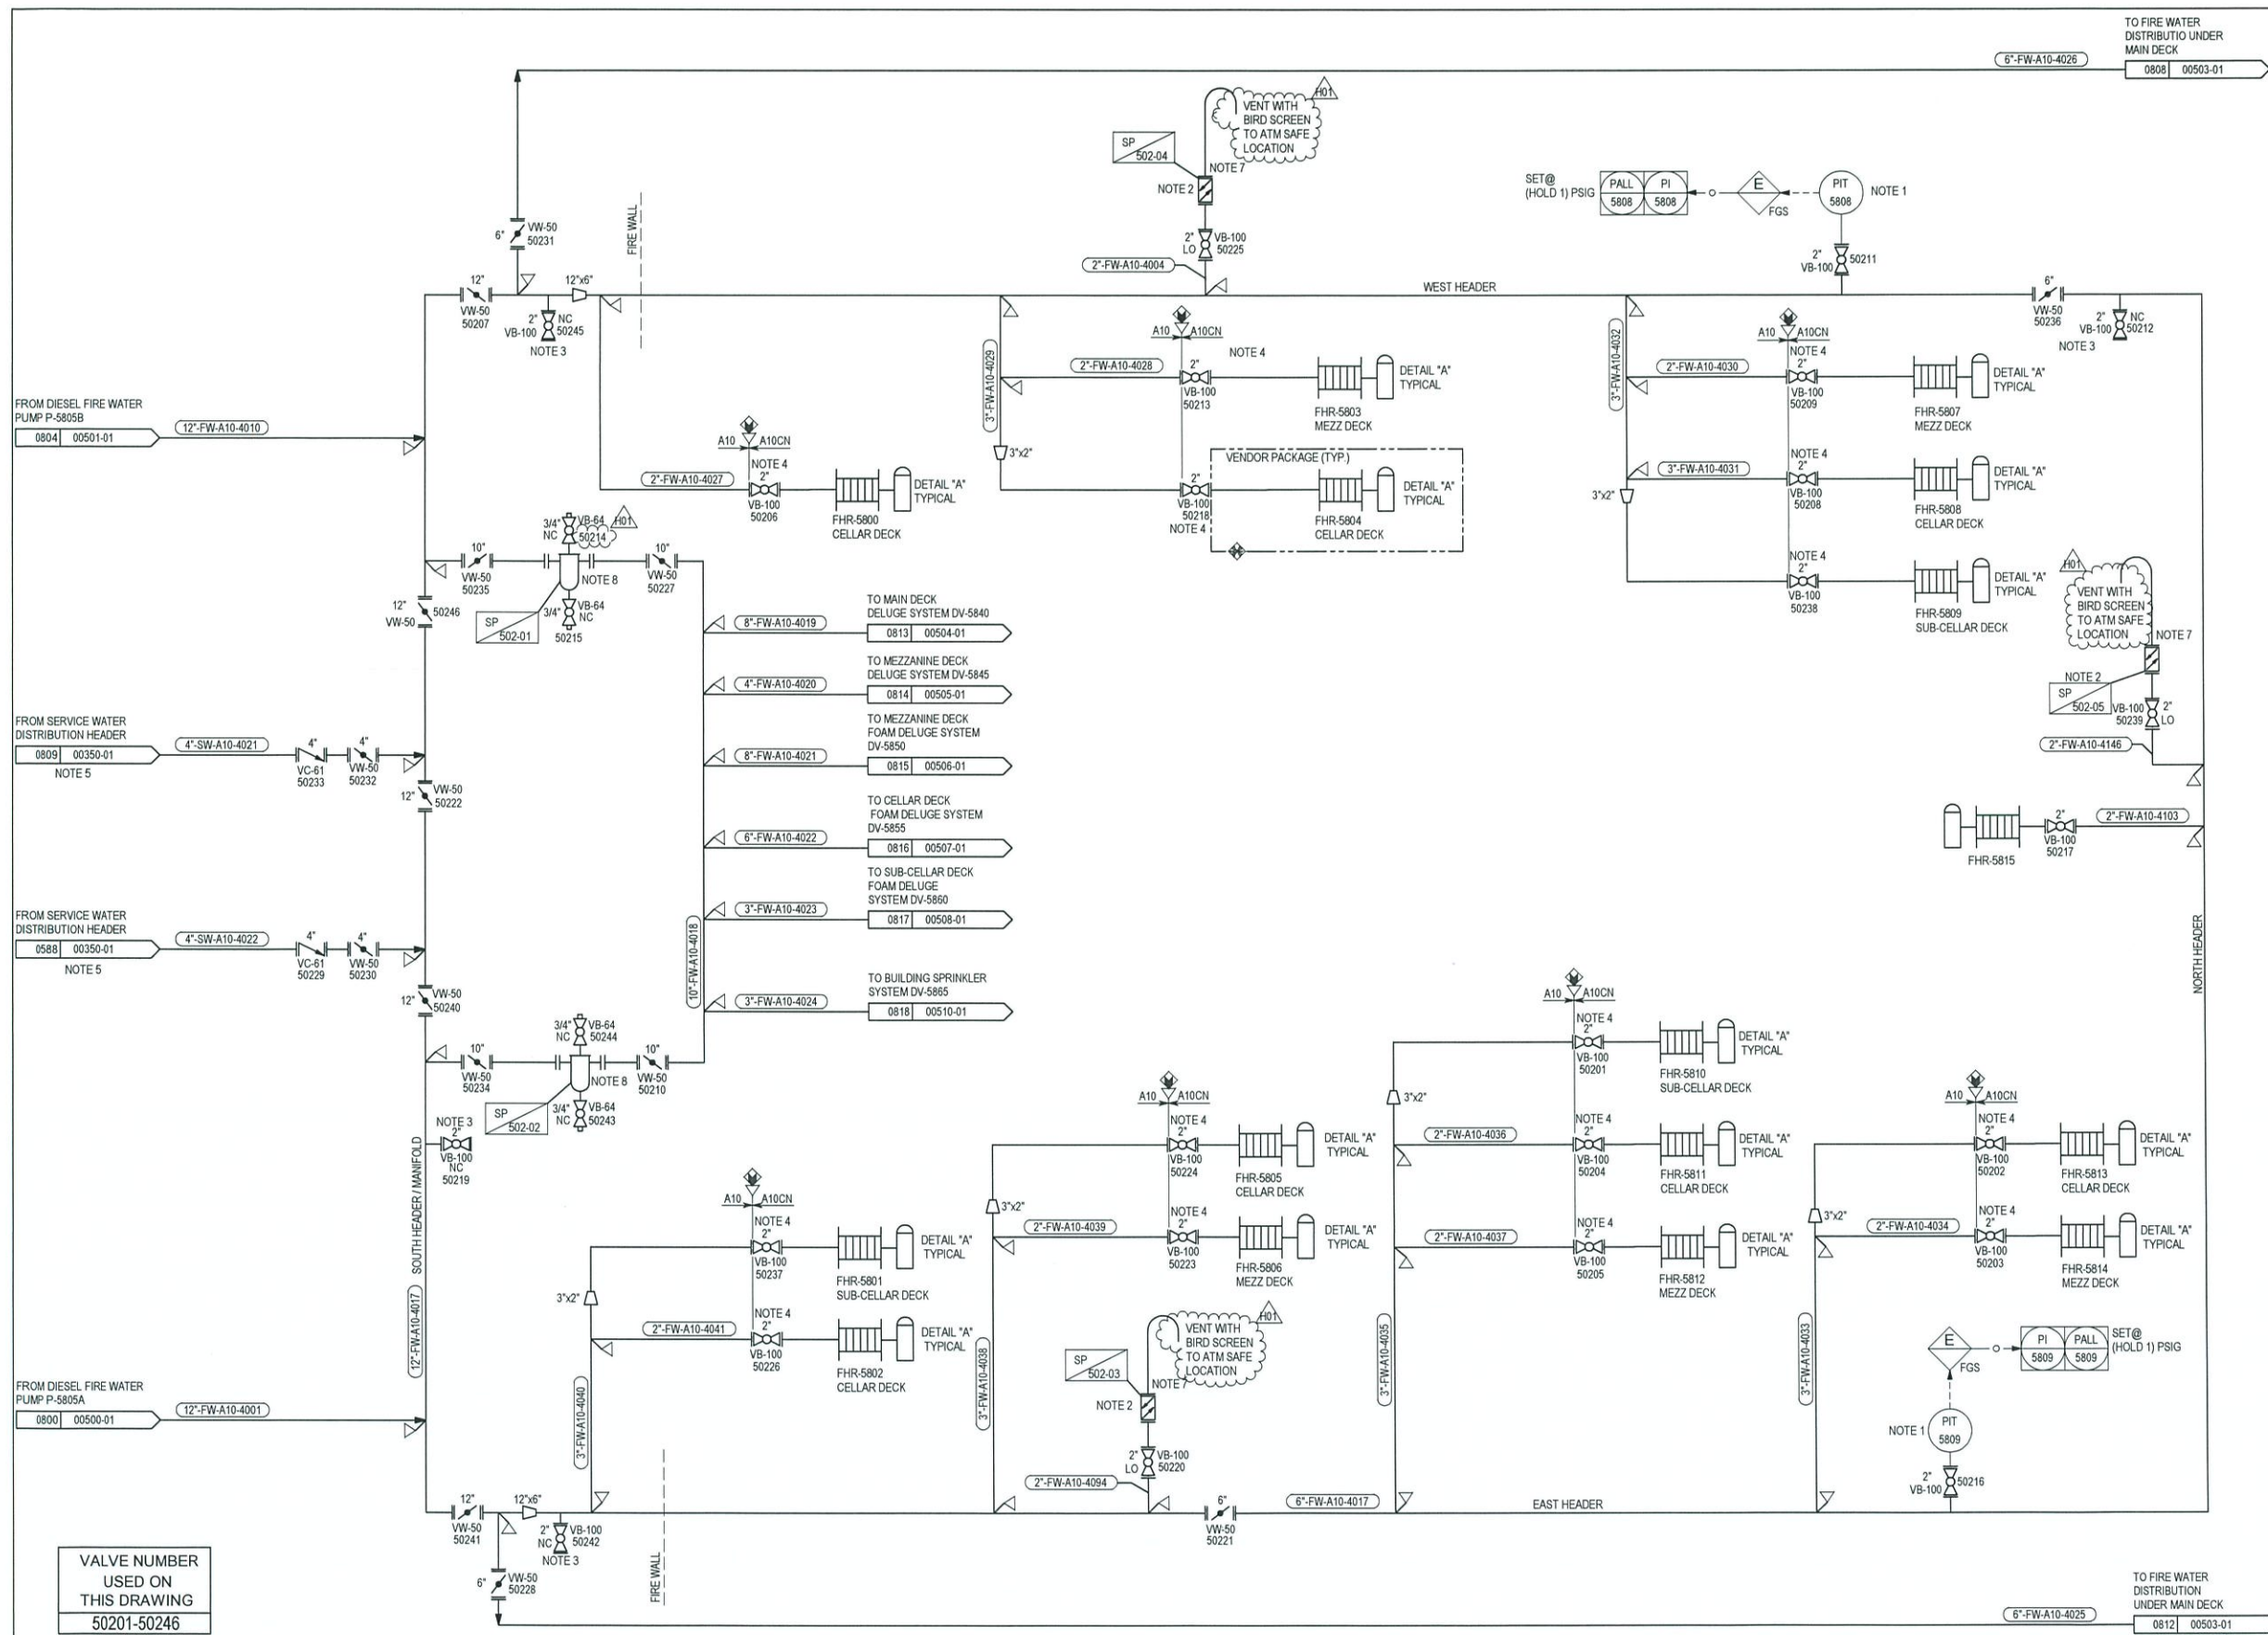 TO FIRE WATER
DISTRIBUTIO UNDER
MAIN DECK
6"-FW-A10-4026
0808 00503-01
H01
VENT WITH
BIRD SCREEN
TO ATM SAFE
LOCATION
SP
502-04
NOTE 7
NOTE 2
2" VB-100
LO 50225
2"-FW-A10-4004
SET@
(HOLD 1) PSIG
PALL
5808
PI
5808
E
FGS
PIT
5808
NOTE 1
2"
VB-100
50211
6" VW-50
50231
FIRE WALL
12"
VW-50
50207
12"x6"
2" NC
VB-100 50245
NOTE 3
WEST HEADER
6"
VW-50
50236
2" NC
VB-100 50212
NOTE 3
3"-FW-A10-4029
2"-FW-A10-4028
A10 A10CN
NOTE 4
2"
VB-100
50213
FHR-5803
MEZZ DECK
DETAIL "A"
TYPICAL
3"x2"
VENDOR PACKAGE (TYP.)
2"
VB-100
50218
NOTE 4
FHR-5804
CELLAR DECK
DETAIL "A"
TYPICAL
3"-FW-A10-4032
2"-FW-A10-4030
A10 A10CN
NOTE 4
2"
VB-100
50209
FHR-5807
MEZZ DECK
DETAIL "A"
TYPICAL
3"-FW-A10-4031
NOTE 4
2"
VB-100
50208
FHR-5808
CELLAR DECK
DETAIL "A"
TYPICAL
3"x2"
NOTE 4
2"
VB-100
50238
FHR-5809
SUB-CELLAR DECK
DETAIL "A"
TYPICAL
FROM DIESEL FIRE WATER
PUMP P-5805B
0804 00501-01
12"-FW-A10-4010
A10 A10CN
NOTE 4
2"
2"-FW-A10-4027
VB-100
50206
FHR-5800
CELLAR DECK
DETAIL "A"
TYPICAL
3/4" VB-64
NC 50214
H01
10"
VW-50
50235
NOTE 8
10"
VW-50
50227
SP
502-01
3/4" VB-64
NC
50215
12"
VW-50
50246
TO MAIN DECK
DELUGE SYSTEM DV-5840
8"-FW-A10-4019
0813 00504-01
TO MEZZANINE DECK
DELUGE SYSTEM DV-5845
4"-FW-A10-4020
0814 00505-01
TO MEZZANINE DECK
FOAM DELUGE SYSTEM
DV-5850
8"-FW-A10-4021
0815 00506-01
TO CELLAR DECK
FOAM DELUGE SYSTEM
DV-5855
6"-FW-A10-4022
0816 00507-01
TO SUB-CELLAR DECK
FOAM DELUGE
SYSTEM DV-5860
3"-FW-A10-4023
0817 00508-01
TO BUILDING SPRINKLER
SYSTEM DV-5865
3"-FW-A10-4024
0818 00510-01
10"-FW-A10-4018
H01
VENT WITH
BIRD SCREEN
TO ATM SAFE
LOCATION
NOTE 7
NOTE 2
SP
502-05
VB-100 2"
50239 LO
2"-FW-A10-4146
2"-FW-A10-4103
2"
VB-100
50217
FHR-5815
NORTH HEADER
FROM SERVICE WATER
DISTRIBUTION HEADER
0809 00350-01
NOTE 5
4"-SW-A10-4021
4"
VC-61
50233
4"
VW-50
50232
12" VW-50
50222
FROM SERVICE WATER
DISTRIBUTION HEADER
0588 00350-01
NOTE 5
4"-SW-A10-4022
4"
VC-61
50229
4"
VW-50
50230
12" VW-50
50240
10"
VW-50
50234
3/4" VB-64
NC 50244
NOTE 8
10"
VW-50
50210
SP
502-02
3/4" VB-64
NC 50243
NOTE 3
2"
VB-100
NC
50219
SOUTH HEADER / MANIFOLD
12"-FW-A10-4017
FROM DIESEL FIRE WATER
PUMP P-5805A
0800 00500-01
12"-FW-A10-4001
A10 A10CN
NOTE 4
2"
VB-100
50237
FHR-5801
SUB-CELLAR DECK
DETAIL "A"
TYPICAL
3"x2"
2"-FW-A10-4041
NOTE 4
2"
VB-100
50226
FHR-5802
CELLAR DECK
DETAIL "A"
TYPICAL
3"-FW-A10-4040
A10 A10CN
NOTE 4
2"
VB-100
50224
FHR-5805
CELLAR DECK
DETAIL "A"
TYPICAL
3"x2"
2"-FW-A10-4039
NOTE 4
2"
VB-100
50223
FHR-5806
MEZZ DECK
DETAIL "A"
TYPICAL
3"-FW-A10-4038
H01
VENT WITH
BIRD SCREEN
TO ATM SAFE
LOCATION
SP
502-03
NOTE 7
NOTE 2
2" VB-100
LO 50220
2"-FW-A10-4094
A10 A10CN
NOTE 4
2"
VB-100
50201
FHR-5810
SUB-CELLAR DECK
DETAIL "A"
TYPICAL
3"x2"
2"-FW-A10-4036
NOTE 4
2"
VB-100
50204
FHR-5811
CELLAR DECK
DETAIL "A"
TYPICAL
2"-FW-A10-4037
NOTE 4
2"
VB-100
50205
FHR-5812
MEZZ DECK
DETAIL "A"
TYPICAL
3"-FW-A10-4035
A10 A10CN
NOTE 4
2"
VB-100
50202
FHR-5813
CELLAR DECK
DETAIL "A"
TYPICAL
3"x2"
2"-FW-A10-4034
NOTE 4
2"
VB-100
50203
FHR-5814
MEZZ DECK
DETAIL "A"
TYPICAL
3"-FW-A10-4033
E
FGS
PI
5809
PALL
5809
SET@
(HOLD 1) PSIG
NOTE 1
PIT
5809
2"
VB-100
50216
12"
VW-50
50241
12"x6"
2" VB-100
NC 50242
NOTE 3
FIRE WALL
6"
VW-50
50221
6"-FW-A10-4017
EAST HEADER
6" VW-50
50228
VALVE NUMBER
USED ON
THIS DRAWING
50201-50246
TO FIRE WATER
DISTRIBUTION
UNDER MAIN DECK
6"-FW-A10-4025
0812 00503-01